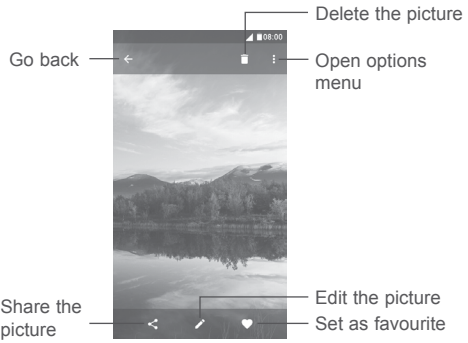 Delete the picture
08:00
Go back
Open options
menu
Share the
picture
Edit the picture
Set as favourite